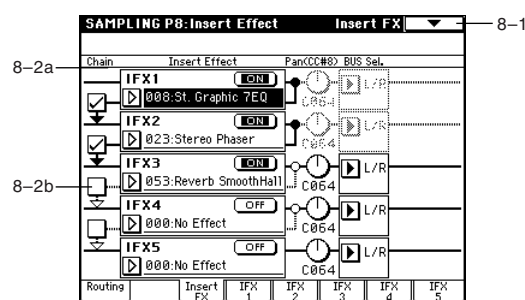 SAMPLING P8:Insert Effect Insert FX
8–1
Chain Insert Effect Pan(CC#8) BUS Sel.
8–2a
IFX1 ON
008:St. Graphic 7EQ C064 L/R
IFX2 ON
023:Stereo Phaser C064 L/R
IFX3 ON
8–2b
053:Reverb SmoothHall C064 L/R
IFX4 OFF
000:No Effect C064 L/R
IFX5 OFF
000:No Effect C064 L/R
Routing Insert FX IFX 1 IFX 2 IFX 3 IFX 4 IFX 5